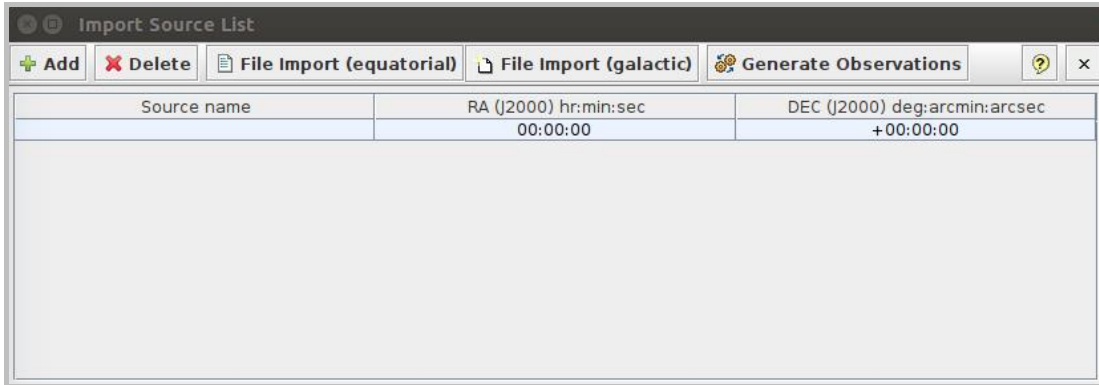 Import Source List
Add Delete File Import (equatorial) File Import (galactic) Generate Observations ? ×
Source name RA (J2000) hr:min:sec DEC (J2000) deg:arcmin:arcsec
00:00:00 +00:00:00